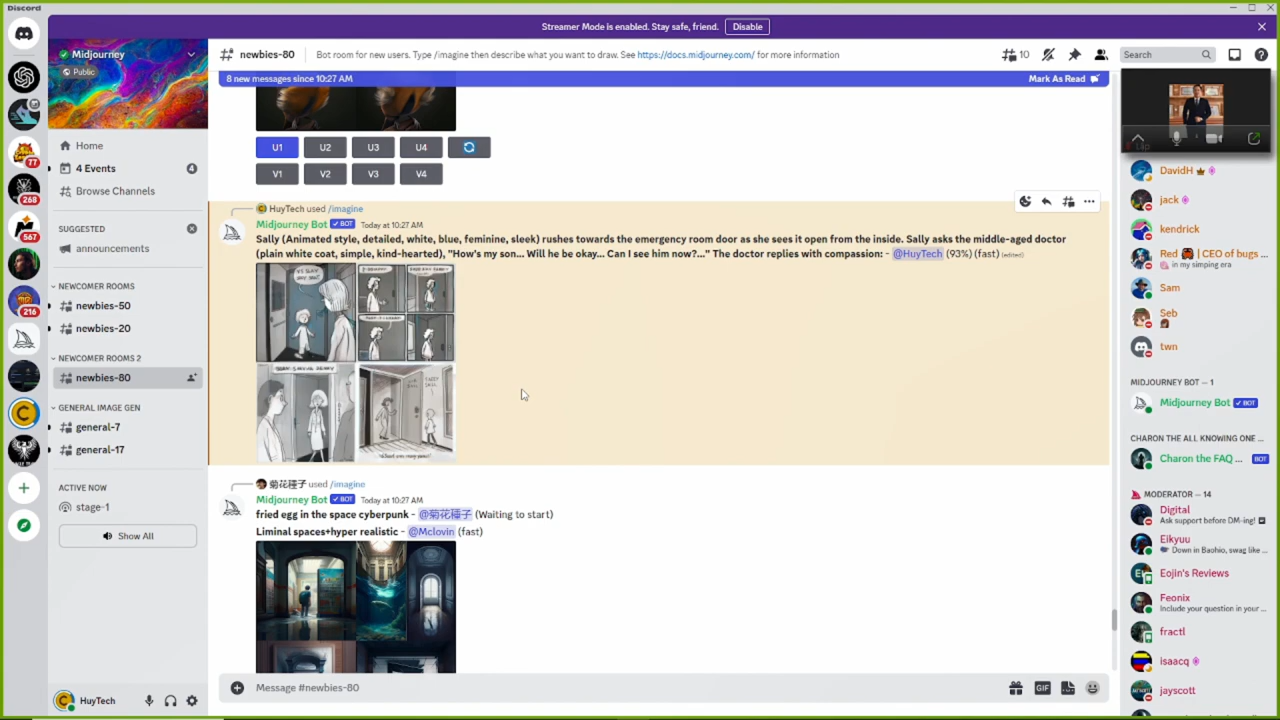 Discord
Streamer Mode is enabled. Stay safe, friend.
Disable
Midjourney
Public
newbies-80
Bot room for new users. Type /imagine then describe what you want to draw. See https://docs.midjourney.com/ for more information
10
Search
8 new messages since 10:27 AM
Mark As Read
77
268
567
216
Home
4 Events
4
Browse Channels
SUGGESTED
announcements
NEWCOMER ROOMS
newbies-50
newbies-20
NEWCOMER ROOMS 2
newbies-80
GENERAL IMAGE GEN
general-7
general-17
ACTIVE NOW
stage-1
Show All
HuyTech
U1
U2
U3
U4
V1
V2
V3
V4
HuyTech used /imagine
Midjourney Bot BOT Today at 10:27 AM
Sally (Animated style, detailed, white, blue, feminine, sleek) rushes towards the emergency room door as she sees it open from the inside. Sally asks the middle-aged doctor
(plain white coat, simple, kind-hearted), "How's my son... Will he be okay... Can I see him now?..." The doctor replies with compassion: - @HuyTech (93%) (fast) (edited)
菊花種子 used /imagine
Midjourney Bot BOT Today at 10:27 AM
fried egg in the space cyberpunk - @菊花種子 (Waiting to start)
Liminal spaces+hyper realistic - @Mclovin (fast)
Message #newbies-80
GIF
DavidH
jack
kendrick
Red | CEO of bugs ...
in my simping era
Sam
Seb
twn
MIDJOURNEY BOT — 1
Midjourney Bot BOT
CHARON THE ALL KNOWING ONE ...
Charon the FAQ ... BOT
MODERATOR — 14
Digital
Ask support before DM-ing!
Eikyuu
Down in Baohio, swag like ...
Eojin's Reviews
Feonix
Include your question in your ...
fractl
isaacq
jayscott